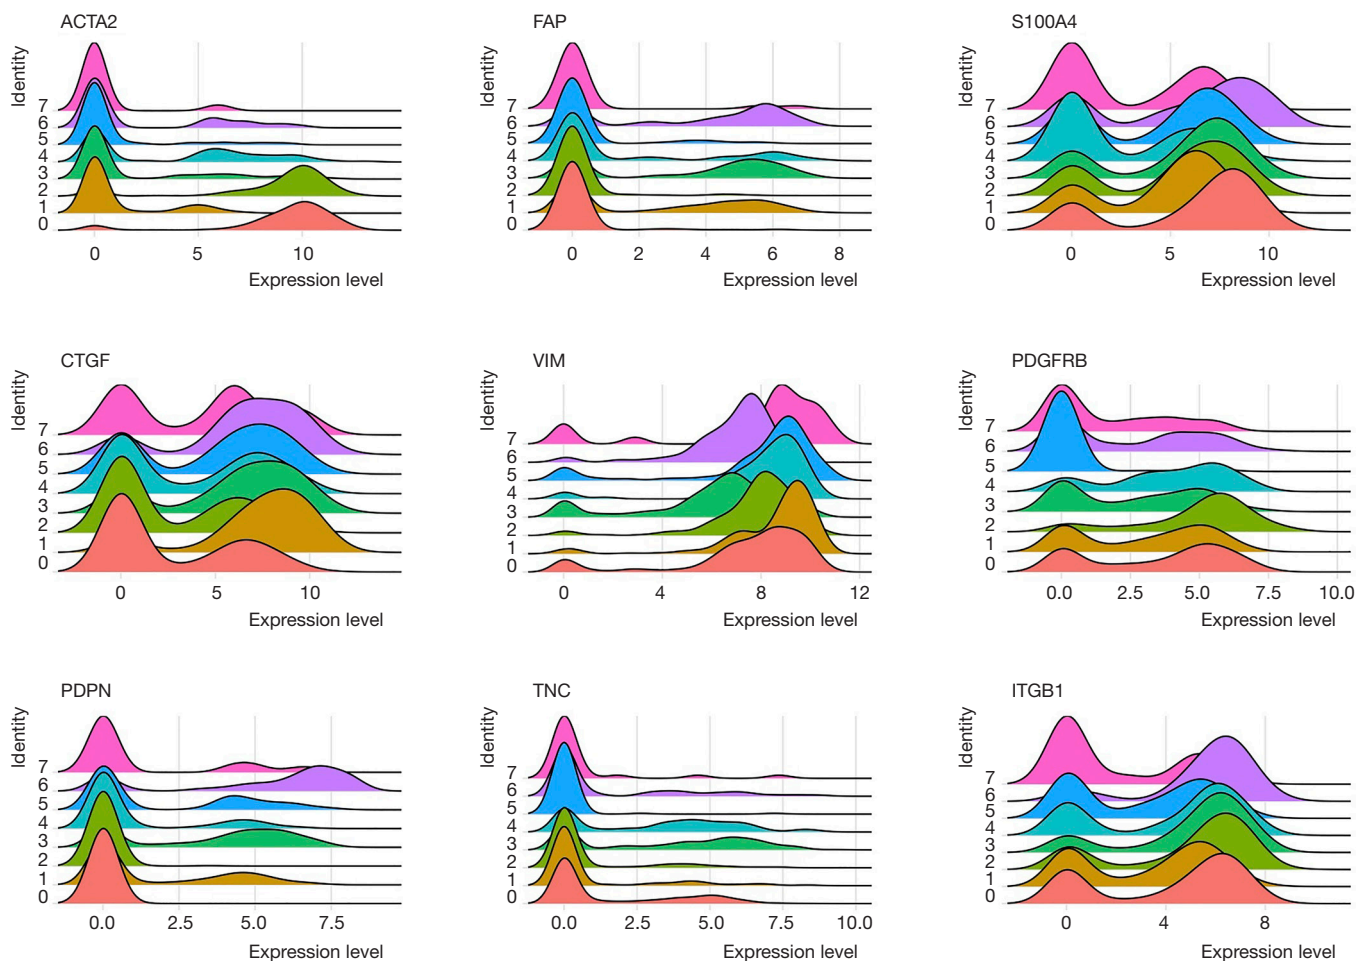 ACTA2
Identity
7
6
5
4
3
2
1
0
0 5 10
Expression level
FAP
Identity
7
6
5
4
3
2
1
0
0 2 4 6 8
Expression level
S100A4
Identity
7
6
5
4
3
2
1
0
0 5 10
Expression level
CTGF
Identity
7
6
5
4
3
2
1
0
0 5 10
Expression level
VIM
Identity
7
6
5
4
3
2
1
0
0 4 8 12
Expression level
PDGFRB
Identity
7
6
5
4
3
2
1
0
0.0 2.5 5.0 7.5 10.0
Expression level
PDPN
Identity
7
6
5
4
3
2
1
0
0.0 2.5 5.0 7.5
Expression level
TNC
Identity
7
6
5
4
3
2
1
0
0.0 2.5 5.0 7.5 10.0
Expression level
ITGB1
Identity
7
6
5
4
3
2
1
0
0 4 8
Expression level